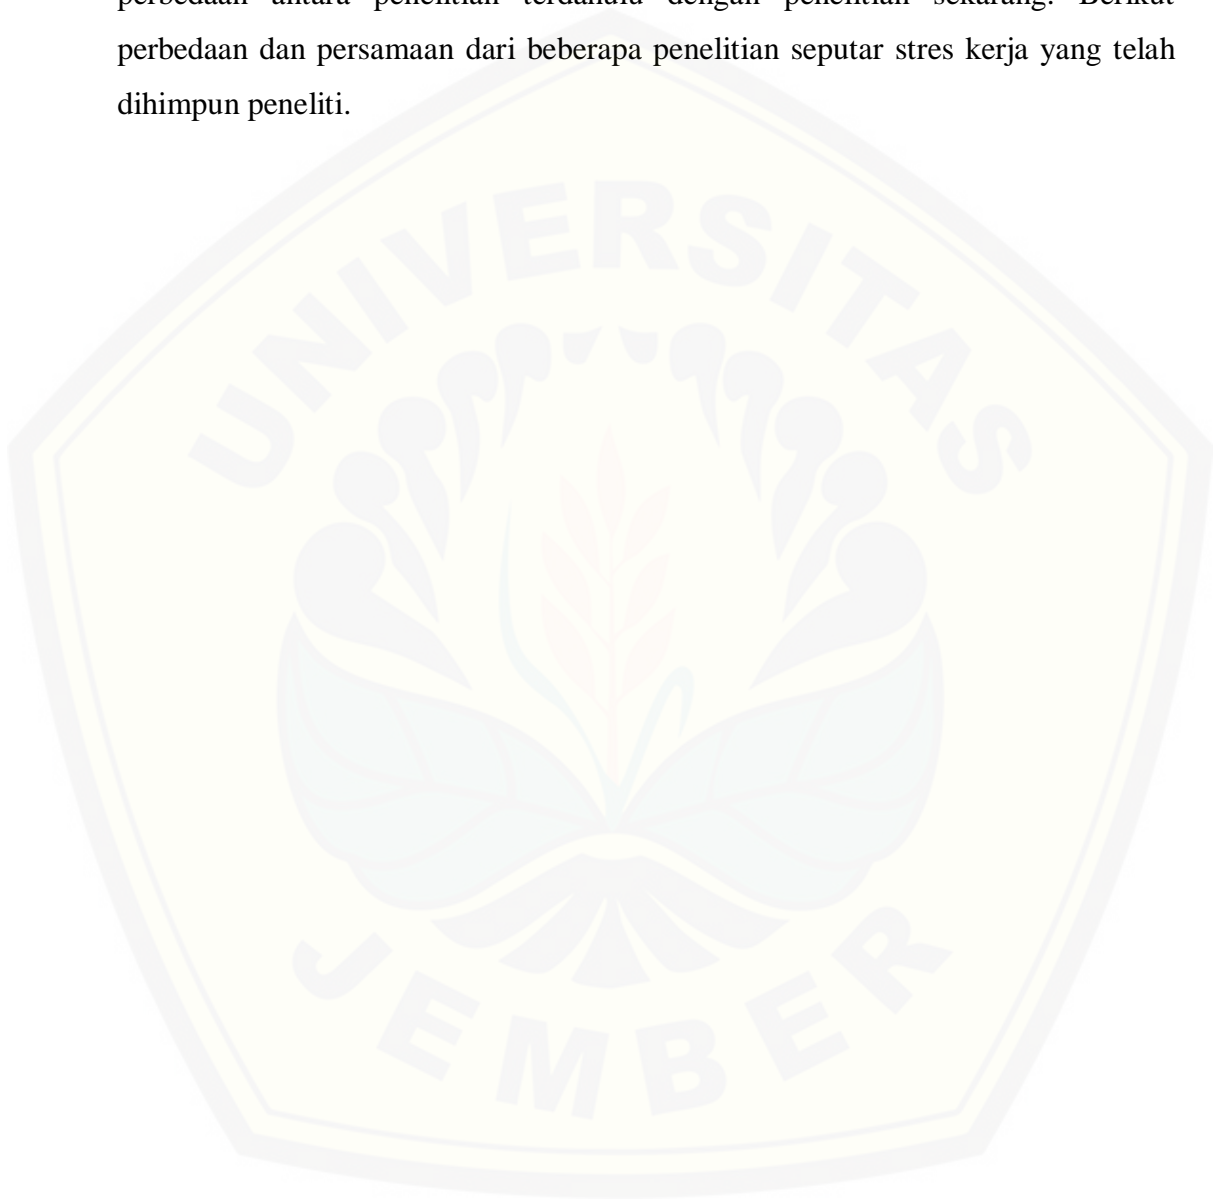 perbedaan antara penelitian terdahulu dengan penelitian sekarang. Berikut
perbedaan dan persamaan dari beberapa penelitian seputar stres kerja yang telah
dihimpun peneliti.
UNIVERSITAS
JEMBER